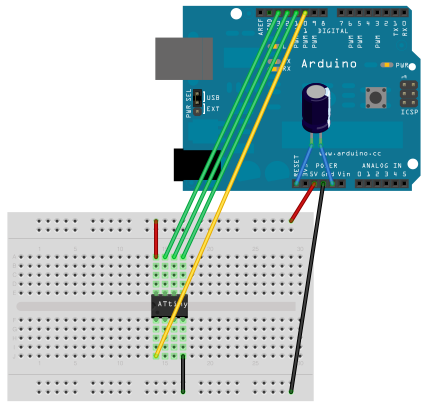 AREF
GND
13
12
11
10
9
8
7
6
5
4
3
2
1
0
PWM
PWM
PWM
PWM
PWM
PWM
TX
RX
DIGITAL
L
TX
RX
Arduino
PWR
PWR SEL
USB
EXT
ICSP
www.arduino.cc
RESET
3V3
5V
Gnd
Vin
POWER
ANALOG IN
0 1 2 3 4 5
ATtiny